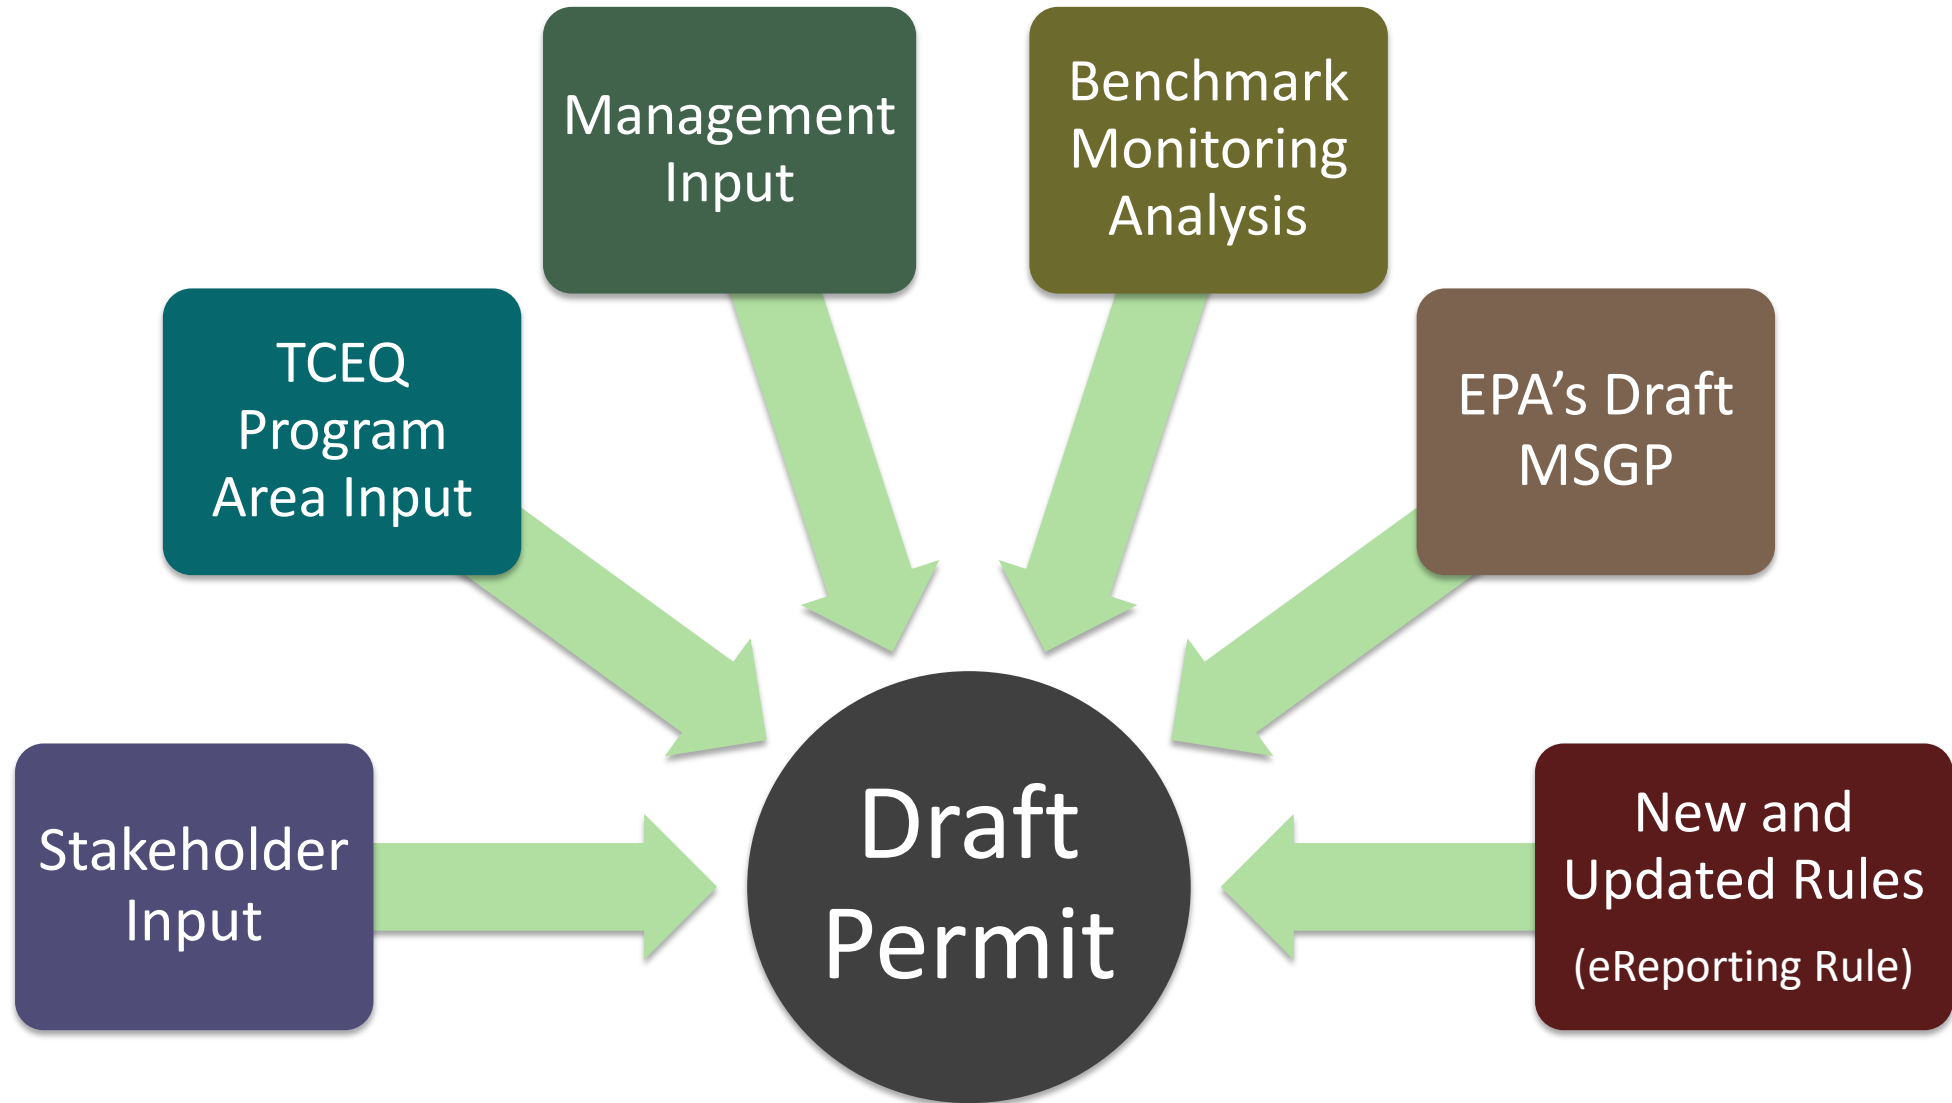 Stakeholder
Input
TCEQ
Program
Area Input
Management
Input
Benchmark
Monitoring
Analysis
EPA’s Draft
MSGP
New and
Updated Rules
(eReporting Rule)
Draft
Permit